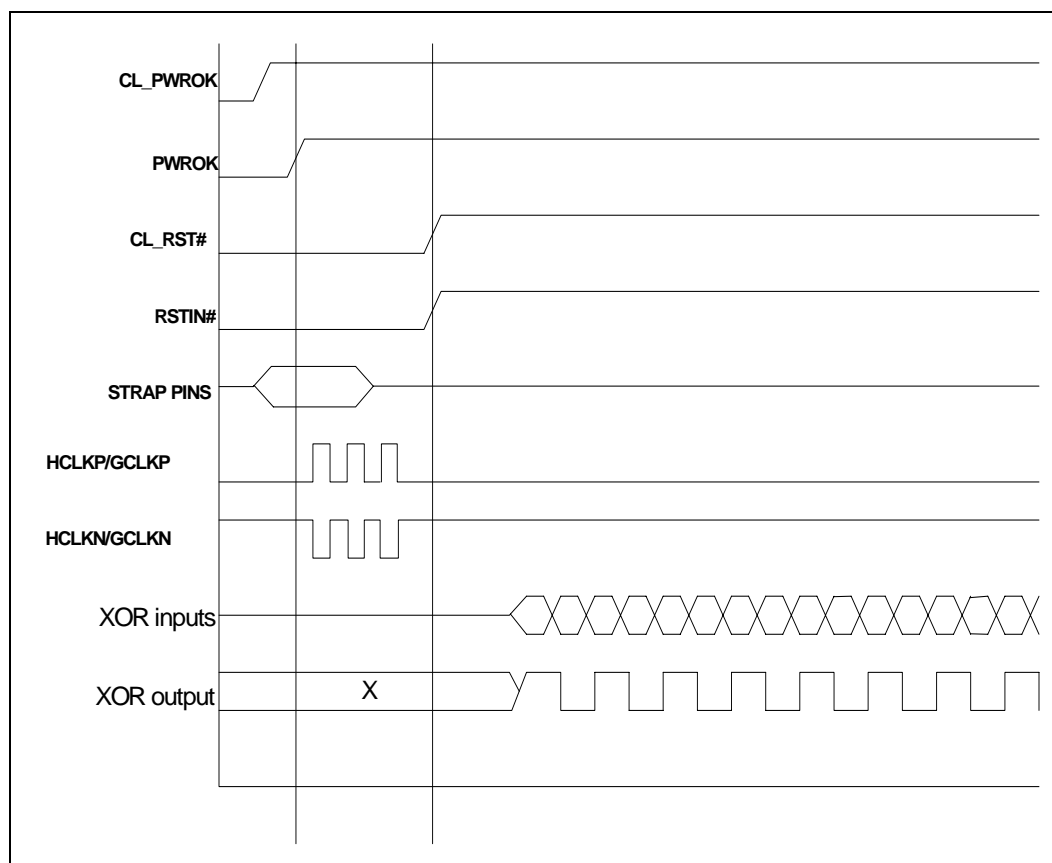 CL_PWROK
PWROK
CL_RST#
RSTIN#
STRAP PINS
HCLKP/GCLKP
HCLKN/GCLKN
XOR inputs
XOR output
X